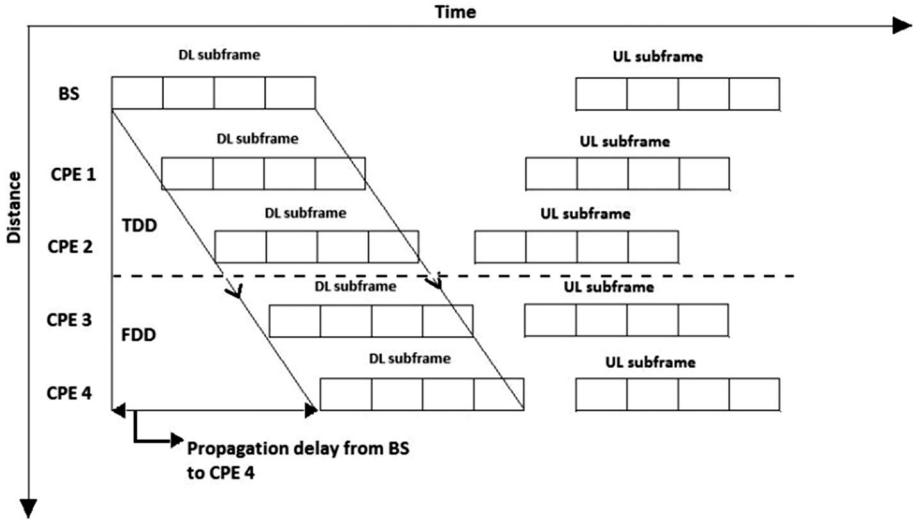 Time
DL subframe
UL subframe
BS
DL subframe
UL subframe
CPE 1
Distance
TDD
DL subframe
UL subframe
CPE 2
DL subframe
UL subframe
CPE 3
FDD
DL subframe
UL subframe
CPE 4
Propagation delay from BS
to CPE 4